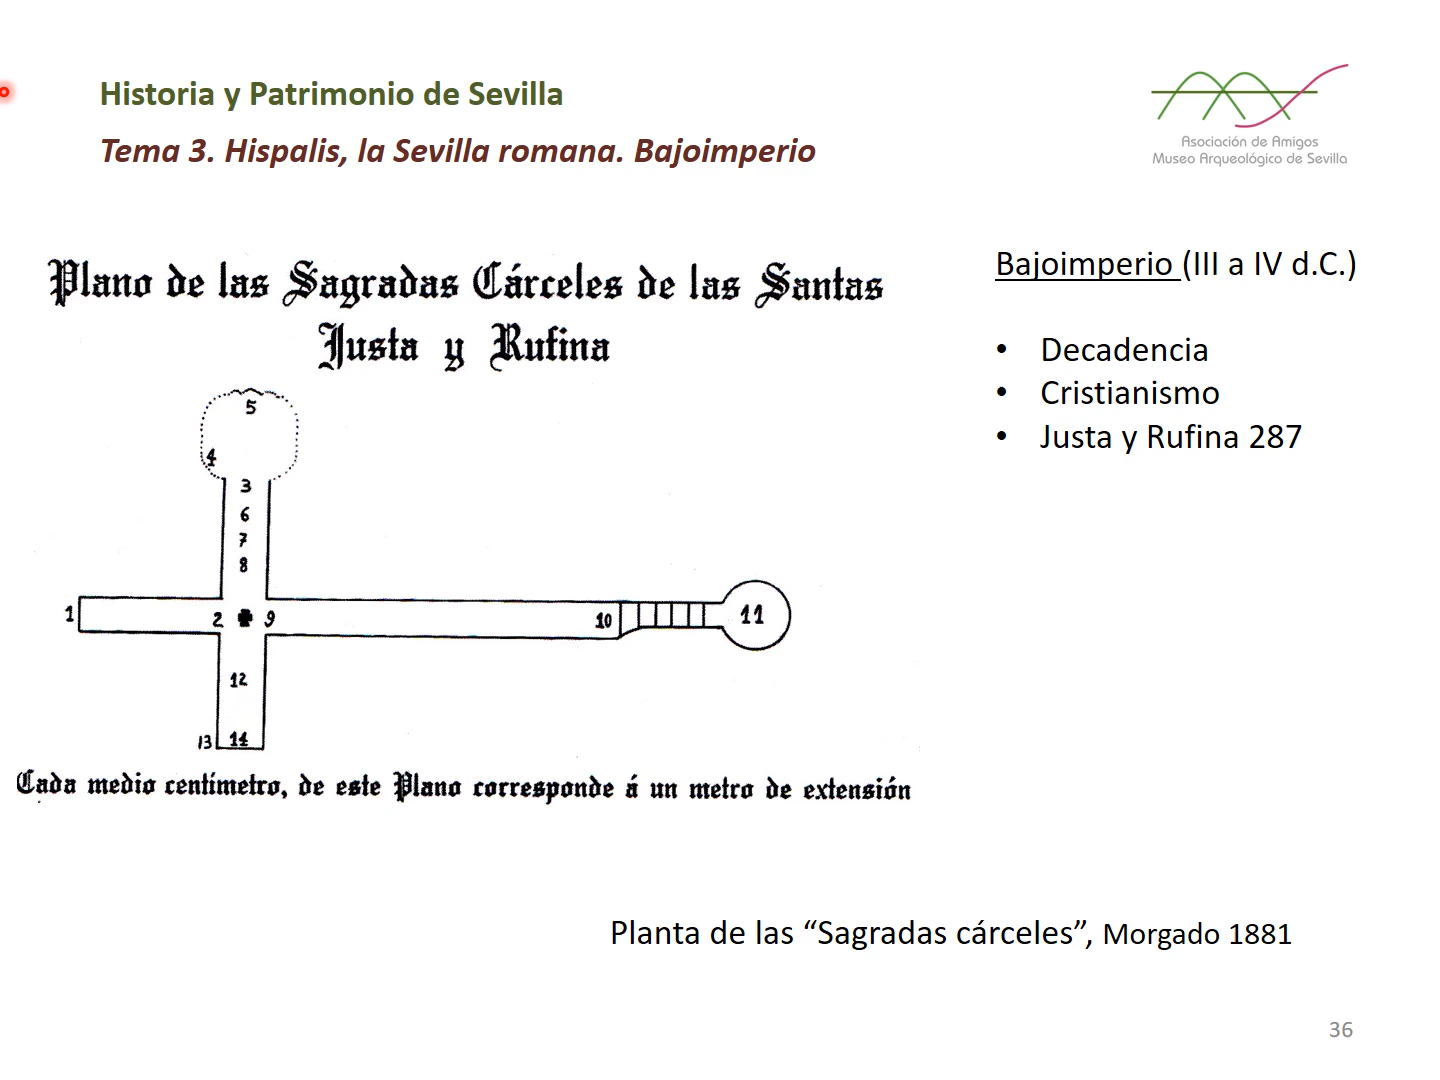 Historia y Patrimonio de Sevilla
Tema 3. Hispalis, la Sevilla romana. Bajoimperio
Asociación de Amigos
Museo Arqueológico de Sevilla
Plano de las Sagradas Cárceles de las Santas
Justa y Rufina
5
4
3
6
7
8
1
2
9
10
11
12
13
14
Cada medio centímetro, de este Plano corresponde á un metro de extensión
Bajoimperio (III a IV d.C.)
• Decadencia
• Cristianismo
• Justa y Rufina 287
Planta de las “Sagradas cárceles”, Morgado 1881
36